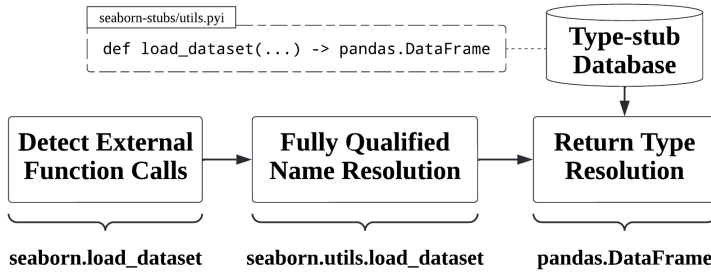 seaborn-stubs/utils.pyi
def load_dataset(...) -> pandas.DataFrame
Type-stub
Database
Detect External
Function Calls
Fully Qualified
Name Resolution
Return Type
Resolution
seaborn.load_dataset
seaborn.utils.load_dataset
pandas.DataFrame